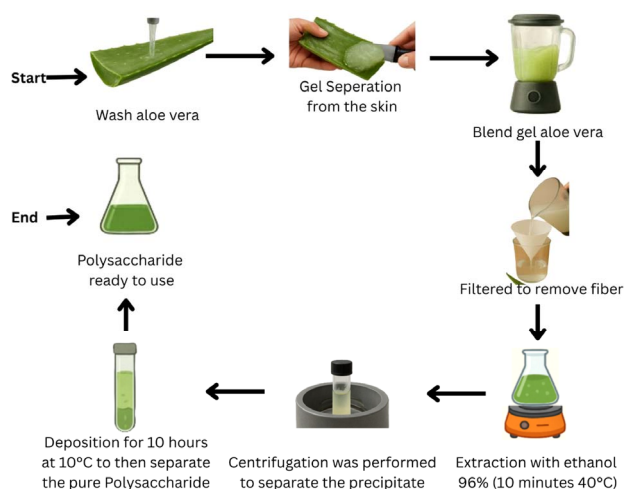 Start
Wash aloe vera
Gel Seperation
from the skin
Blend gel aloe vera
Filtered to remove fiber
Extraction with ethanol
96% (10 minutes 40°C)
Centrifugation was performed
to separate the precipitate
Deposition for 10 hours
at 10°C to then separate
the pure Polysaccharide
Polysaccharide
ready to use
End